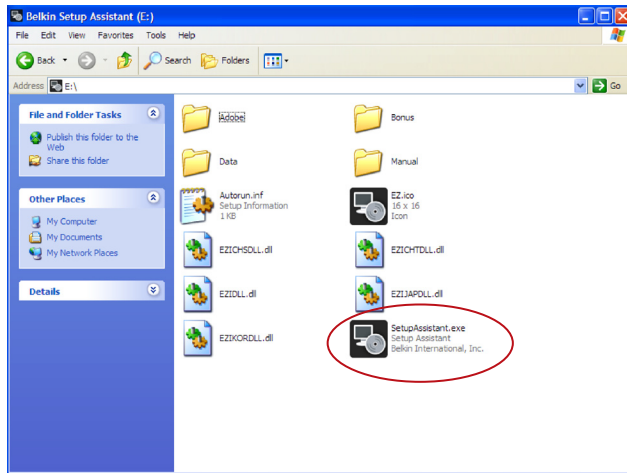 Belkin Setup Assistant (E:)
File Edit View Favorites Tools Help
Back Search Folders
Address E:\ Go
File and Folder Tasks
Publish this folder to the
Web
Share this folder
Other Places
My Computer
My Documents
My Network Places
Details
Adobe
Bonus
Data
Manual
Autorun.inf
Setup Information
1 KB
EZ.ico
16 x 16
Icon
EZICHSDLL.dll
EZICHTDLL.dll
EZIDLL.dll
EZIJAPDLL.dll
EZIKORDLL.dll
SetupAssistant.exe
Setup Assistant
Belkin International, Inc.